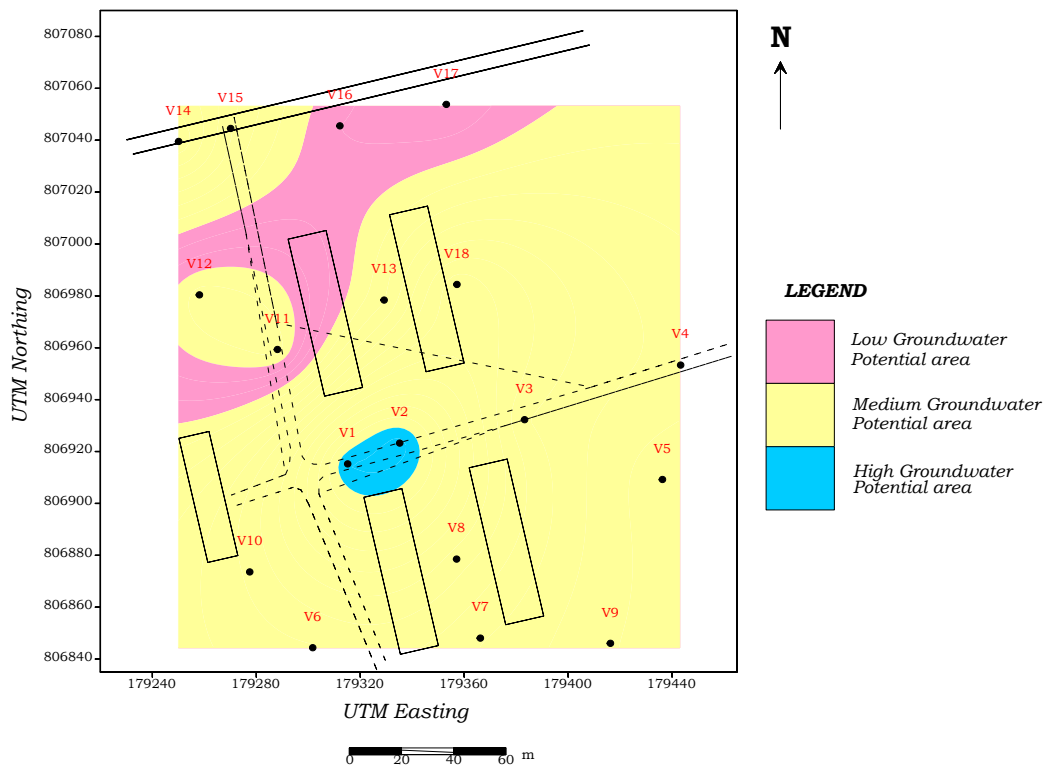 807080
807060
807040
807020
807000
806980
806960
806940
806920
806900
806880
806860
806840
UTM Northing
179240 179280 179320 179360 179400 179440
UTM Easting
0 20 40 60 m
V17
V16
V15
V14
V12
V13
V18
V11
V4
V3
V2
V1
V5
V8
V10
V6
V7
V9
N
LEGEND
Low Groundwater
Potential area
Medium Groundwater
Potential area
High Groundwater
Potential area